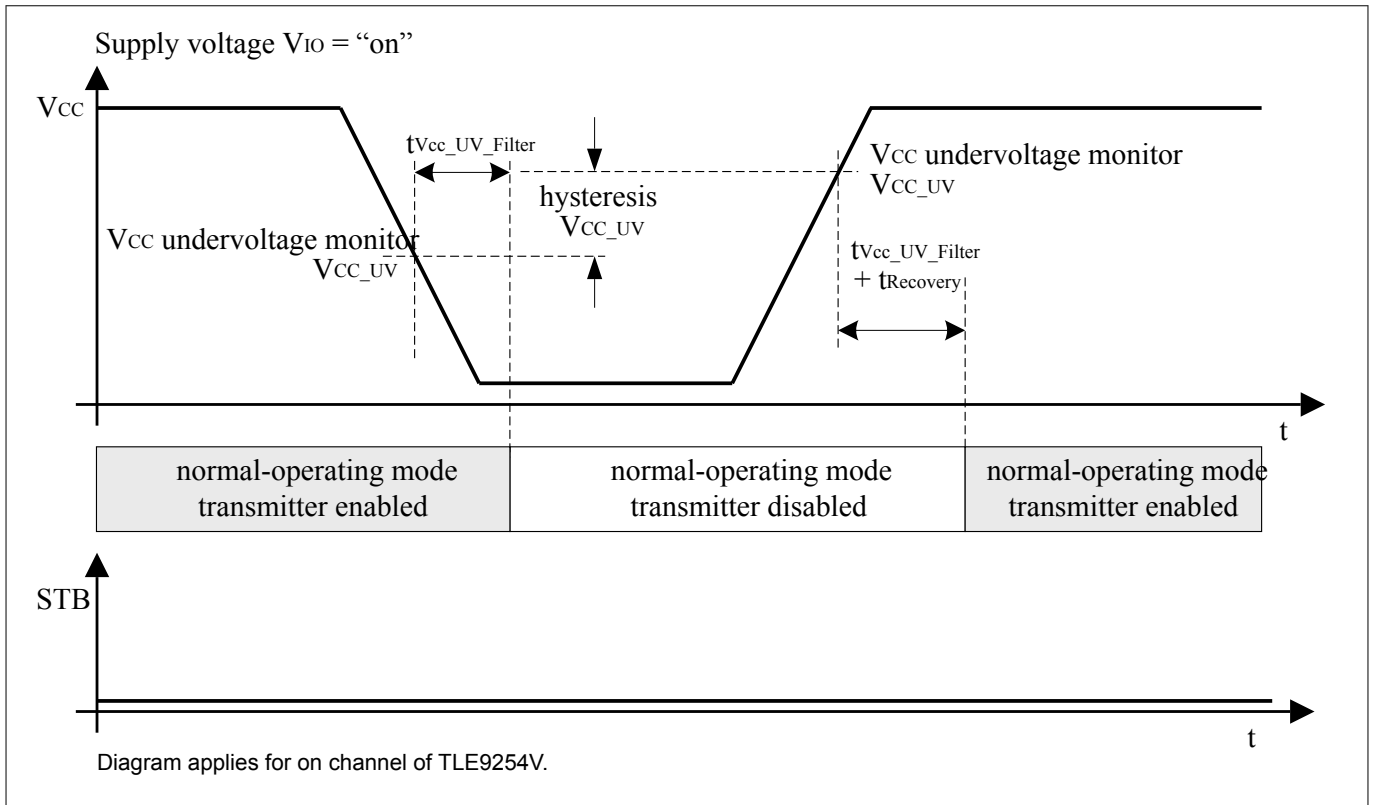 Supply voltage VIO = “on”
VCC
tVcc_UV_Filter
hysteresis
VCC_UV
VCC undervoltage monitor
VCC_UV
VCC undervoltage monitor
VCC_UV
tVcc_UV_Filter
+ tRecovery
t
normal-operating mode
transmitter enabled
normal-operating mode
transmitter disabled
normal-operating mode
transmitter enabled
STB
t
Diagram applies for on channel of TLE9254V.